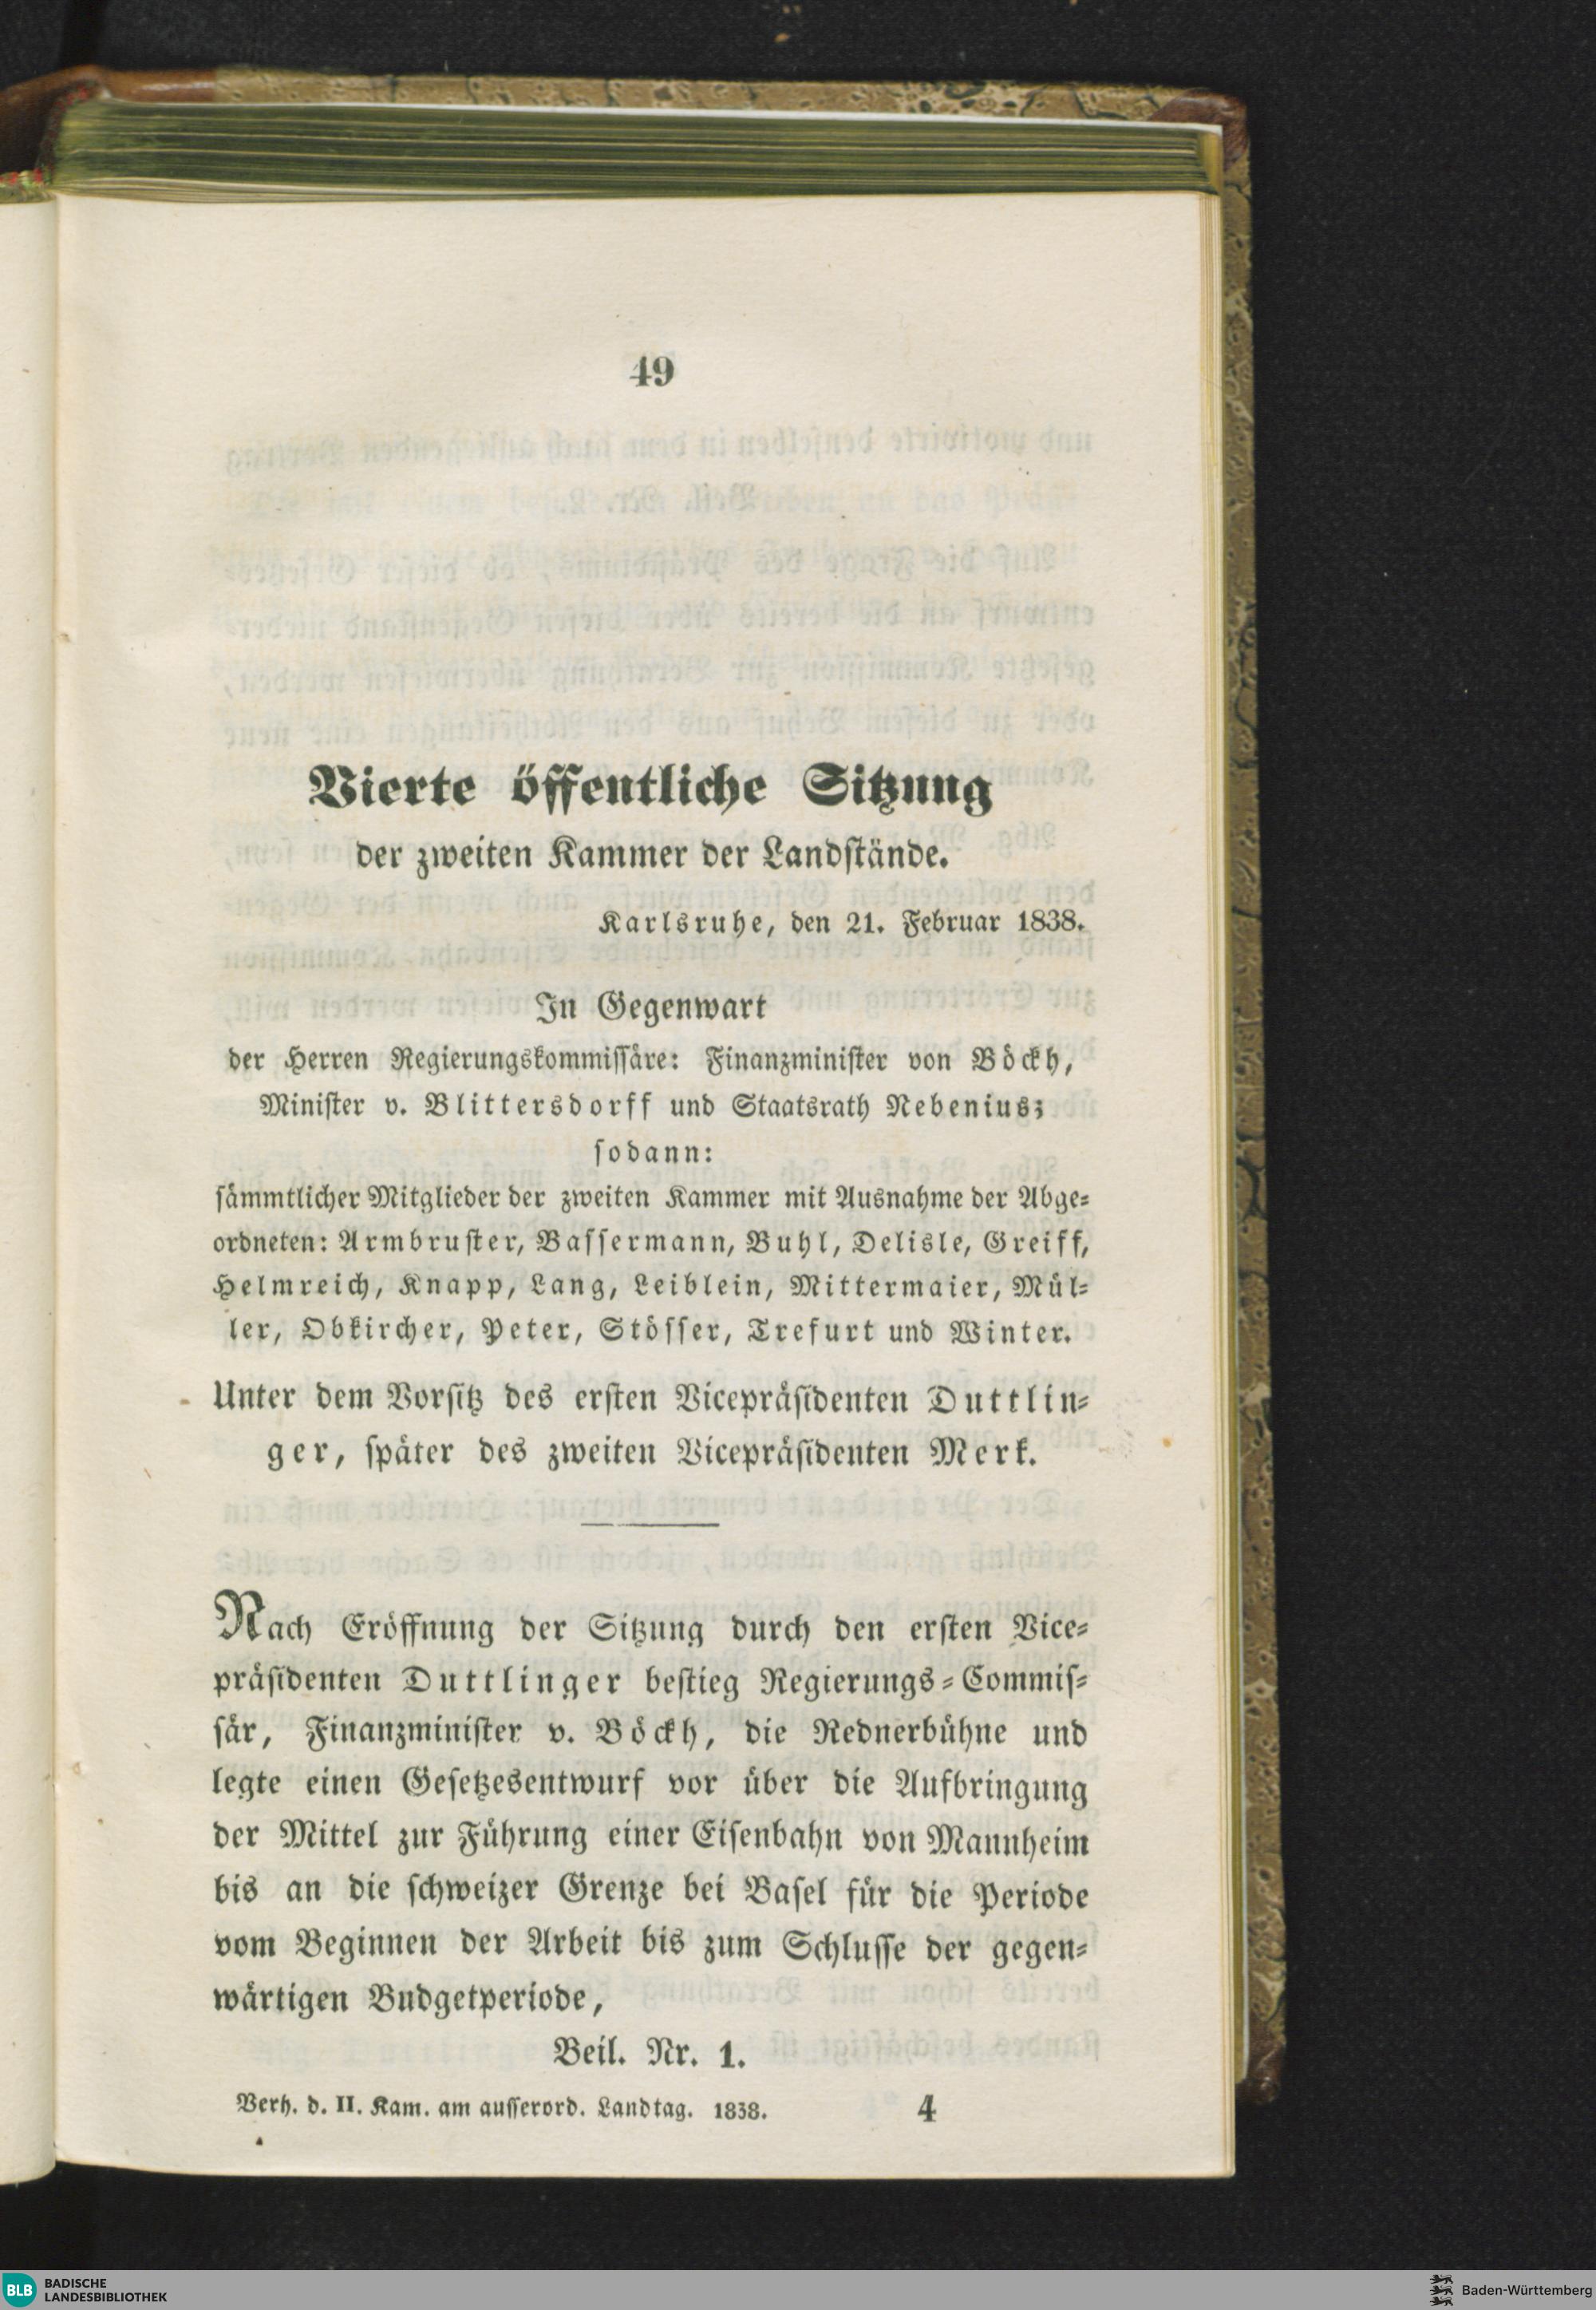 49
Vierte öffentliche Sitzung
der zweiten Kammer der Landstände.
Karlsruhe, den 21. Februar 1838.
In Gegenwart
der Herren Regierungskommissäre: Finanzminister von Böckh,
Minister v. Blittersdorff und Staatsrath Nebenius;
sodann:
sämmtlicher Mitglieder der zweiten Kammer mit Ausnahme der Abge-
ordneten: Armbruster, Bassermann, Buhl, Delisle, Greiff,
Helmreich, Knapp, Lang, Leiblein, Mittermaier, Mül-
ler, Obkircher, Peter, Stösser, Trefurt und Winter.
Unter dem Vorsitz des ersten Vicepräsidenten Duttlin-
ger, später des zweiten Vicepräsidenten Merk.
Nach Eröffnung der Sitzung durch den ersten Vice-
präsidenten Duttlinger bestieg Regierungs-Commis-
sär, Finanzminister v. Böckh, die Rednerbühne und
legte einen Gesetzesentwurf vor über die Aufbringung
der Mittel zur Führung einer Eisenbahn von Mannheim
bis an die schweizer Grenze bei Basel für die Periode
vom Beginnen der Arbeit bis zum Schlusse der gegen-
wärtigen Budgetperiode,
Beil. Nr. 1.
Verh. d. II. Kam. am ausserord. Landtag. 1838. 4
BLB BADISCHE
LANDESBIBLIOTHEK
Baden-Württemberg